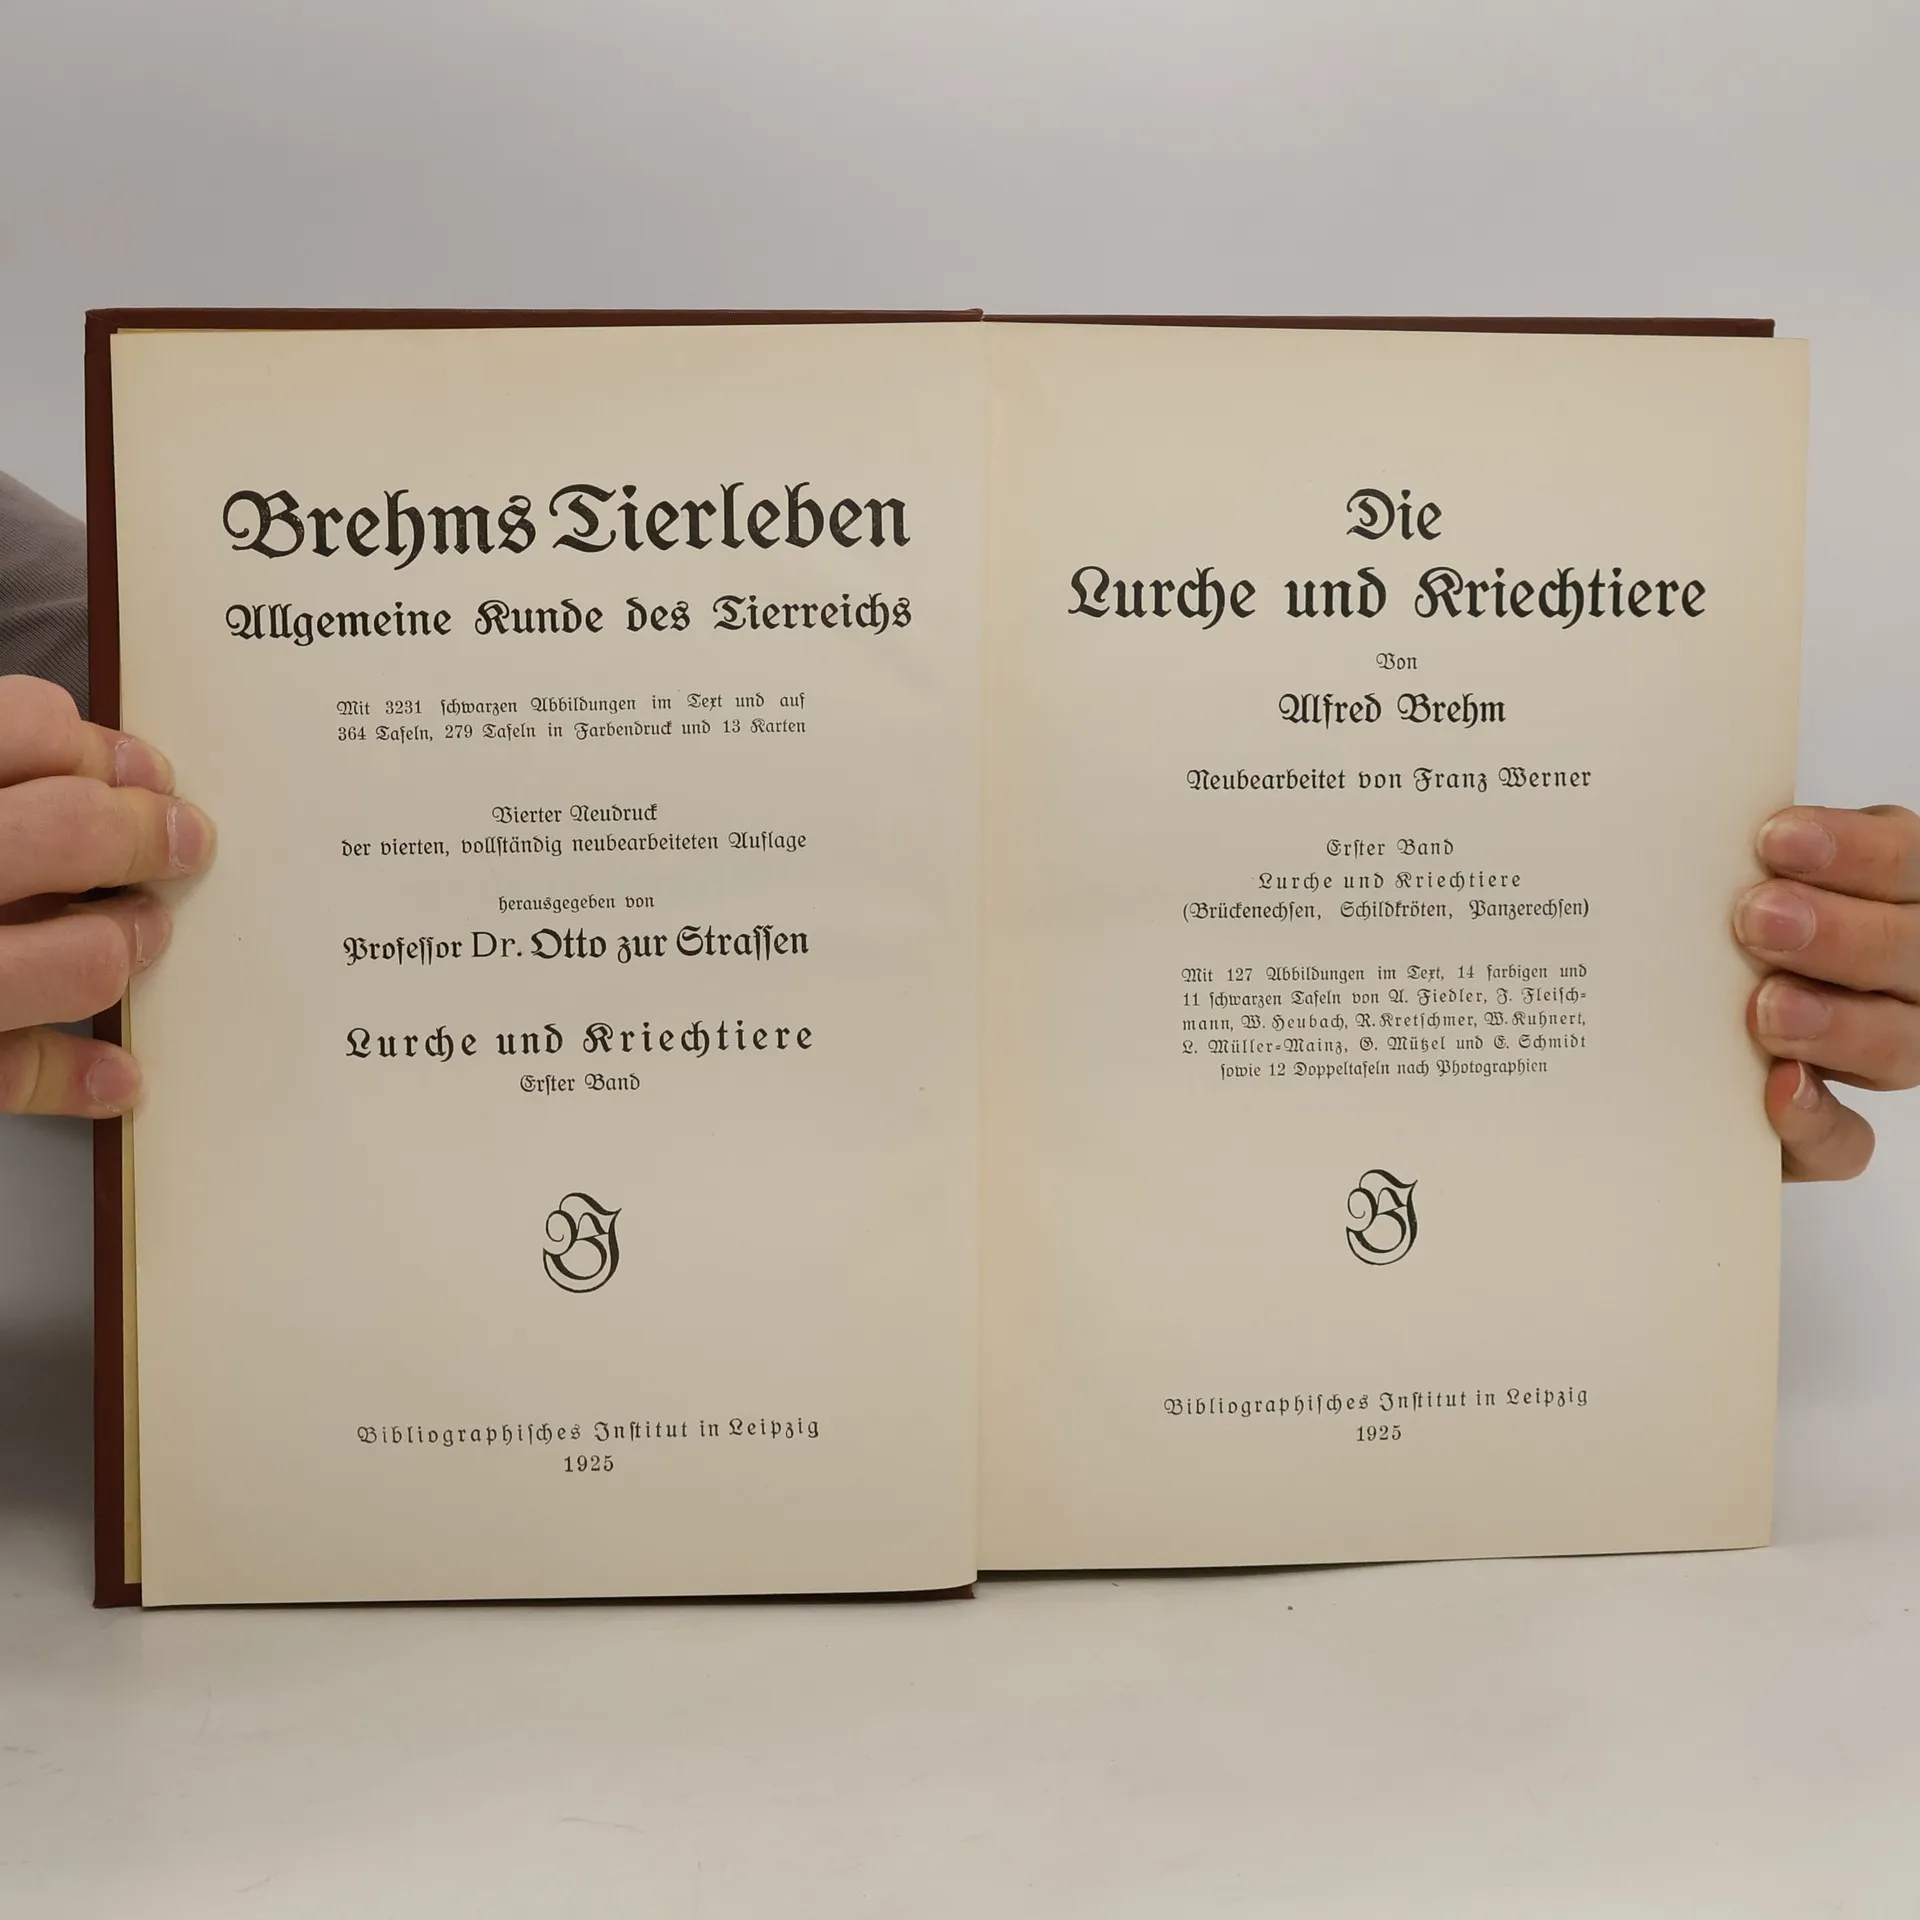 Brehms Tierleben
Allgemeine Kunde des Tierreichs
Mit 3231 schwarzen Abbildungen im Text und auf
364 Tafeln, 279 Tafeln in Farbendruck und 13 Karten
Vierter Neudruck
der vierten, vollständig neubearbeiteten Auflage
herausgegeben von
Professor Dr. Otto zur Strassen
Lurche und Kriechtiere
Erster Band
BJ
Bibliographisches Institut in Leipzig
1925
Die
Lurche und Kriechtiere
Von
Alfred Brehm
Neubearbeitet von Franz Werner
Erster Band
Lurche und Kriechtiere
(Brückenechsen, Schildkröten, Panzerechsen)
Mit 127 Abbildungen im Text, 14 farbigen und
11 schwarzen Tafeln von A. Fiedler, J. Fleisch-
mann, W. Heubach, R. Kretschmer, W. Kuhnert,
L. Müller-Mainz, G. Mützel und E. Schmidt
sowie 12 Doppeltafeln nach Photographien
BJ
Bibliographisches Institut in Leipzig
1925